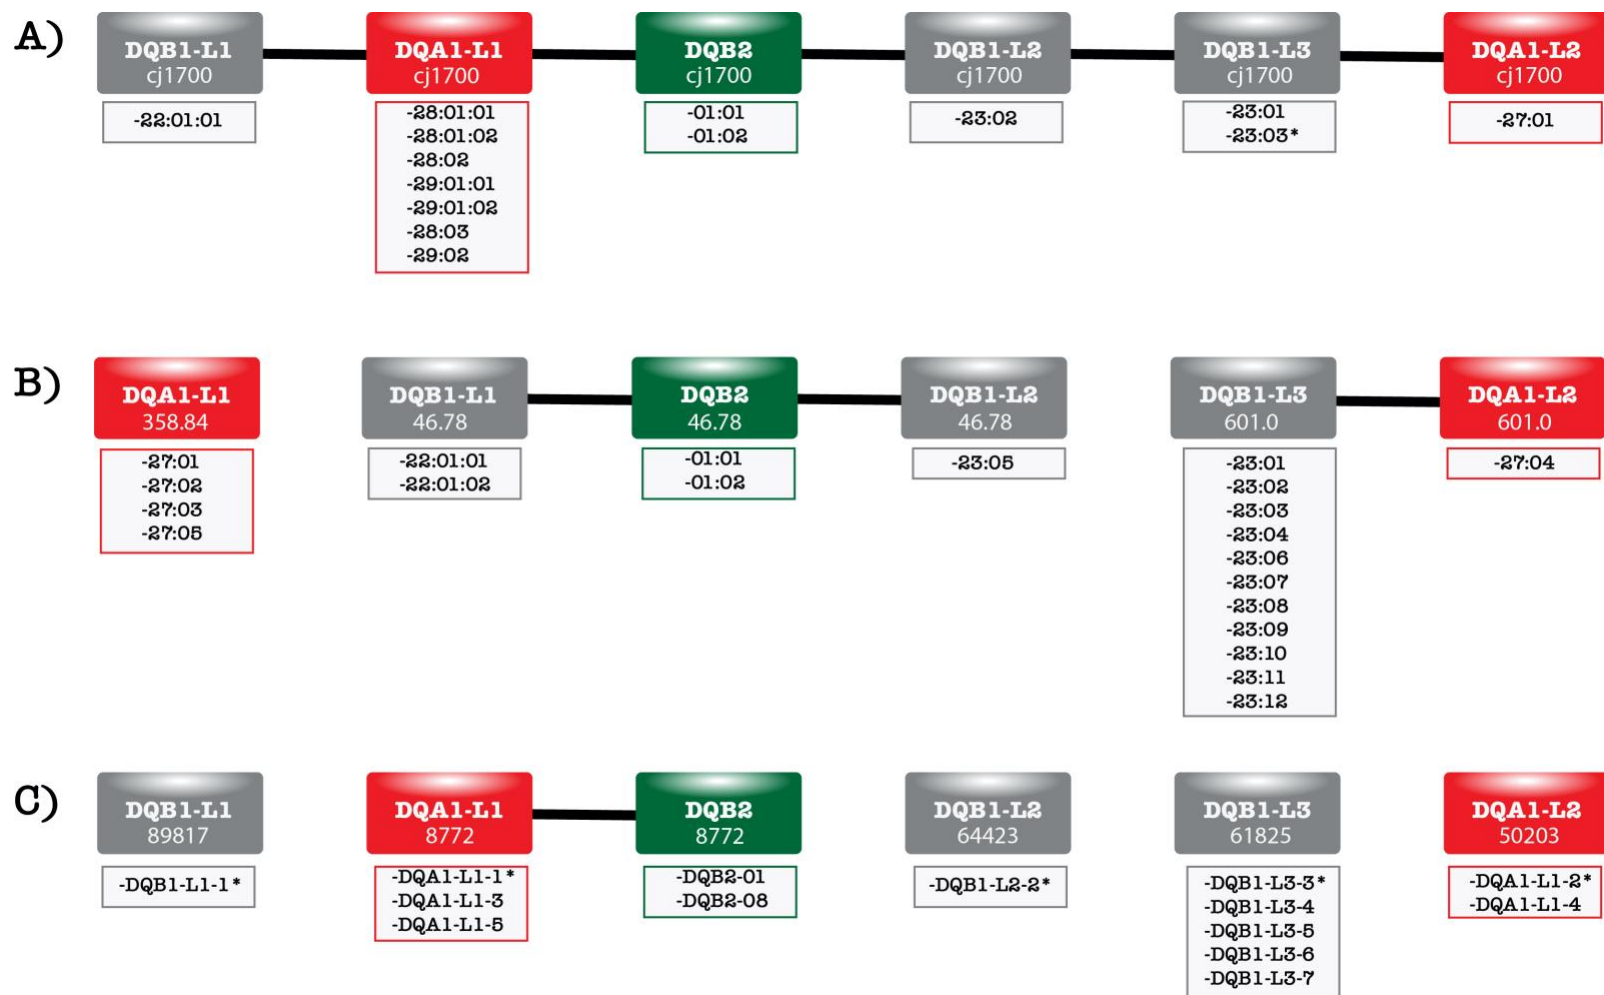 A)
DQB1-L1
cj1700
-22:01:01
DQA1-L1
cj1700
-28:01:01
-28:01:02
-28:02
-29:01:01
-29:01:02
-28:03
-29:02
DQB2
cj1700
-01:01
-01:02
DQB1-L2
cj1700
-23:02
DQB1-L3
cj1700
-23:01
-23:03*
DQA1-L2
cj1700
-27:01
B)
DQA1-L1
358.84
-27:01
-27:02
-27:03
-27:05
DQB1-L1
46.78
-22:01:01
-22:01:02
DQB2
46.78
-01:01
-01:02
DQB1-L2
46.78
-23:05
DQB1-L3
601.0
-23:01
-23:02
-23:03
-23:04
-23:06
-23:07
-23:08
-23:09
-23:10
-23:11
-23:12
DQA1-L2
601.0
-27:04
C)
DQB1-L1
89817
-DQB1-L1-1*
DQA1-L1
8772
-DQA1-L1-1*
-DQA1-L1-3
-DQA1-L1-5
DQB2
8772
-DQB2-01
-DQB2-08
DQB1-L2
64423
-DQB1-L2-2*
DQB1-L3
61825
-DQB1-L3-3*
-DQB1-L3-4
-DQB1-L3-5
-DQB1-L3-6
-DQB1-L3-7
DQA1-L2
50203
-DQA1-L1-2*
-DQA1-L1-4